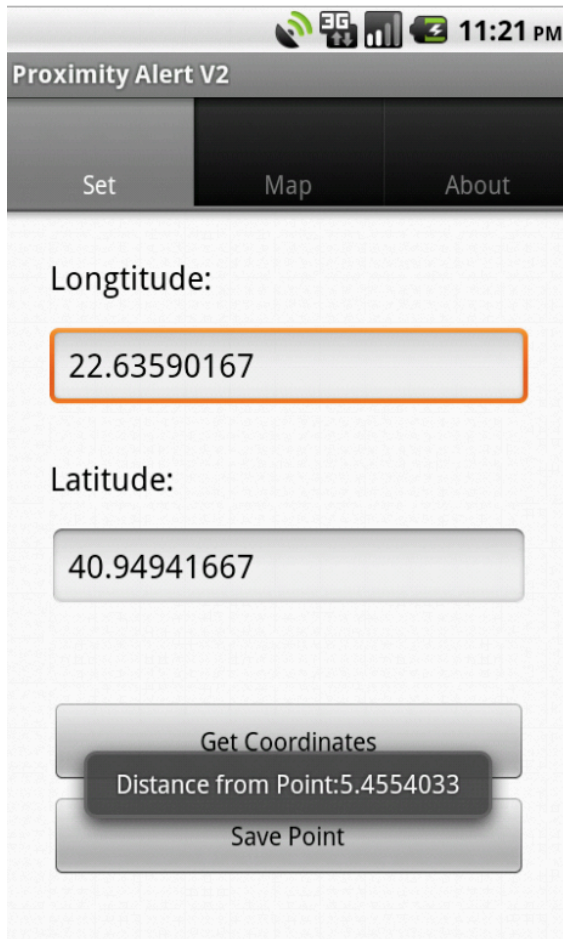 3G 11:21 PM
Proximity Alert V2
Set Map About
Longtitude:
22.63590167
Latitude:
40.94941667
Get Coordinates
Distance from Point:5.4554033
Save Point